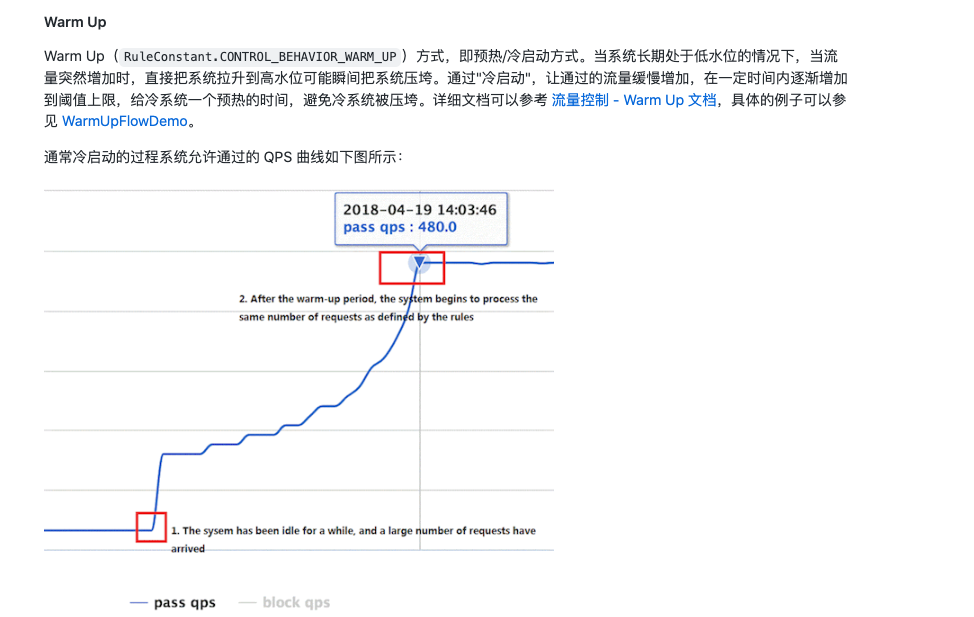 Warm Up
Warm Up（RuleConstant.CONTROL_BEHAVIOR_WARM_UP）方式，即预热/冷启动方式。当系统长期处于低水位的情况下，当流
量突然增加时，直接把系统拉升到高水位可能瞬间把系统压垮。通过"冷启动"，让通过的流量缓慢增加，在一定时间内逐渐增加
到阈值上限，给冷系统一个预热的时间，避免冷系统被压垮。详细文档可以参考 流量控制 - Warm Up 文档，具体的例子可以参
见 WarmUpFlowDemo。
通常冷启动的过程系统允许通过的 QPS 曲线如下图所示：
2018-04-19 14:03:46
pass qps : 480.0
2. After the warm-up period, the system begins to process the
same number of requests as defined by the rules
1. The sysem has been idle for a while, and a large number of requests have
arrived
pass qps
block qps